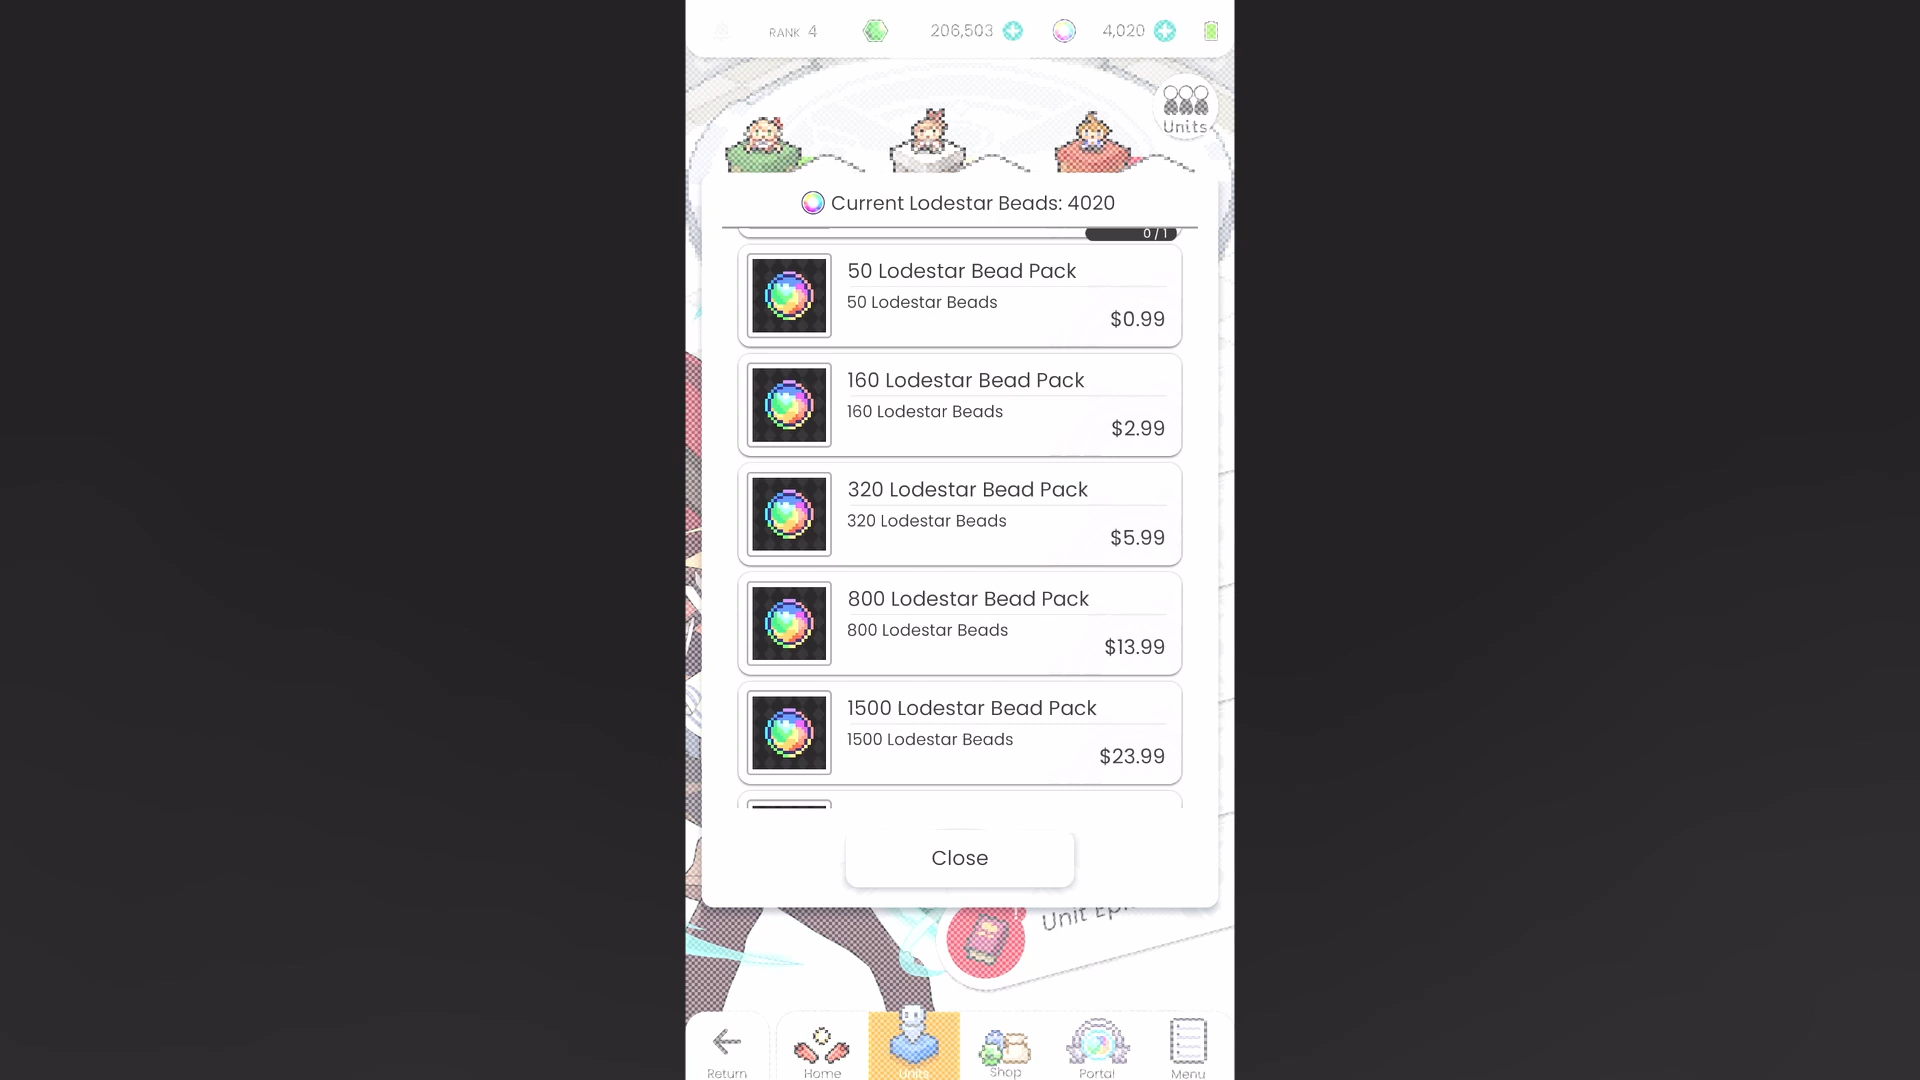 RANK 4 206,503 4,020
Units
Current Lodestar Beads: 4020
0 / 1
50 Lodestar Bead Pack
50 Lodestar Beads
$0.99
160 Lodestar Bead Pack
160 Lodestar Beads
$2.99
320 Lodestar Bead Pack
320 Lodestar Beads
$5.99
800 Lodestar Bead Pack
800 Lodestar Beads
$13.99
1500 Lodestar Bead Pack
1500 Lodestar Beads
$23.99
Close
Unit
Return Home Units Shop Portal Menu